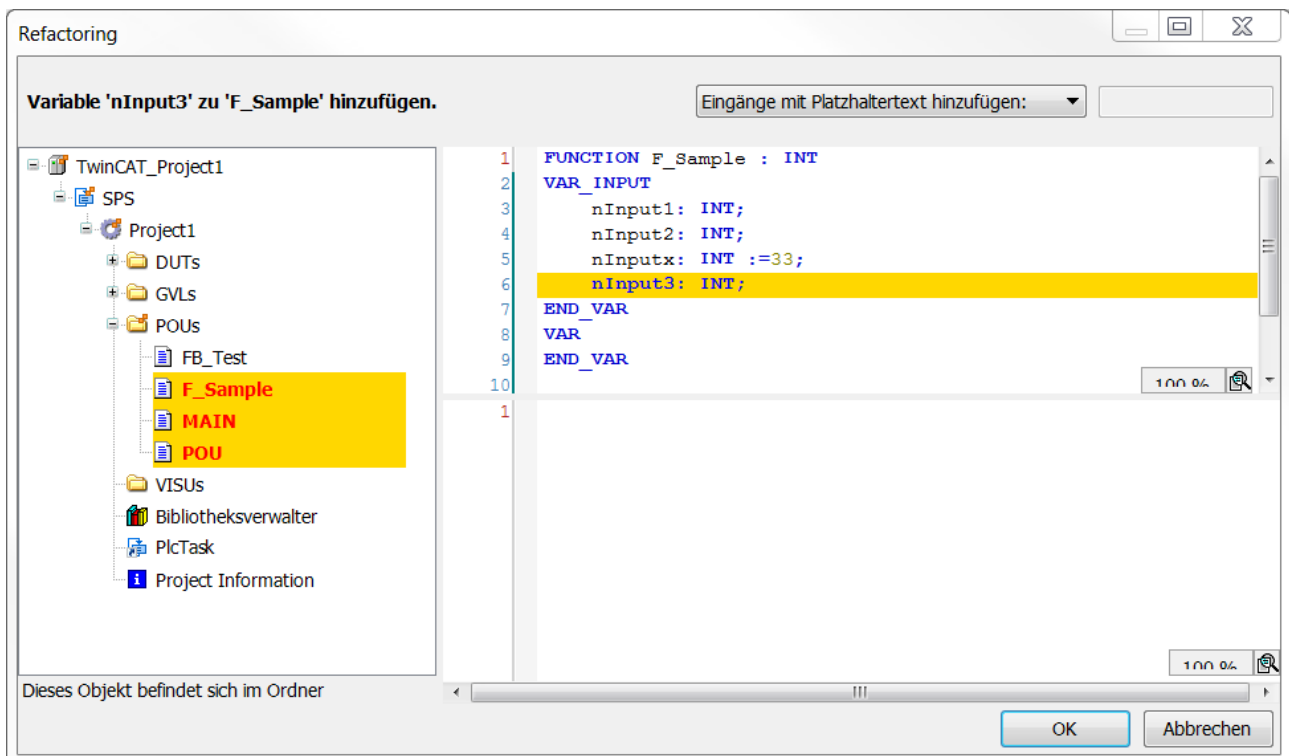 Refactoring
Variable 'nInput3' zu 'F_Sample' hinzufügen.
Eingänge mit Platzhaltertext hinzufügen:
TwinCAT_Project1
SPS
Project1
DUTs
GVLs
POUs
FB_Test
F_Sample
MAIN
POU
VISUs
Bibliotheksverwalter
PlcTask
Project Information
Dieses Objekt befindet sich im Ordner
1 FUNCTION F_Sample : INT
2 VAR_INPUT
3 nInput1: INT;
4 nInput2: INT;
5 nInputx: INT :=33;
6 nInput3: INT;
7 END_VAR
8 VAR
9 END_VAR
10
100 %
1
100 %
OK
Abbrechen